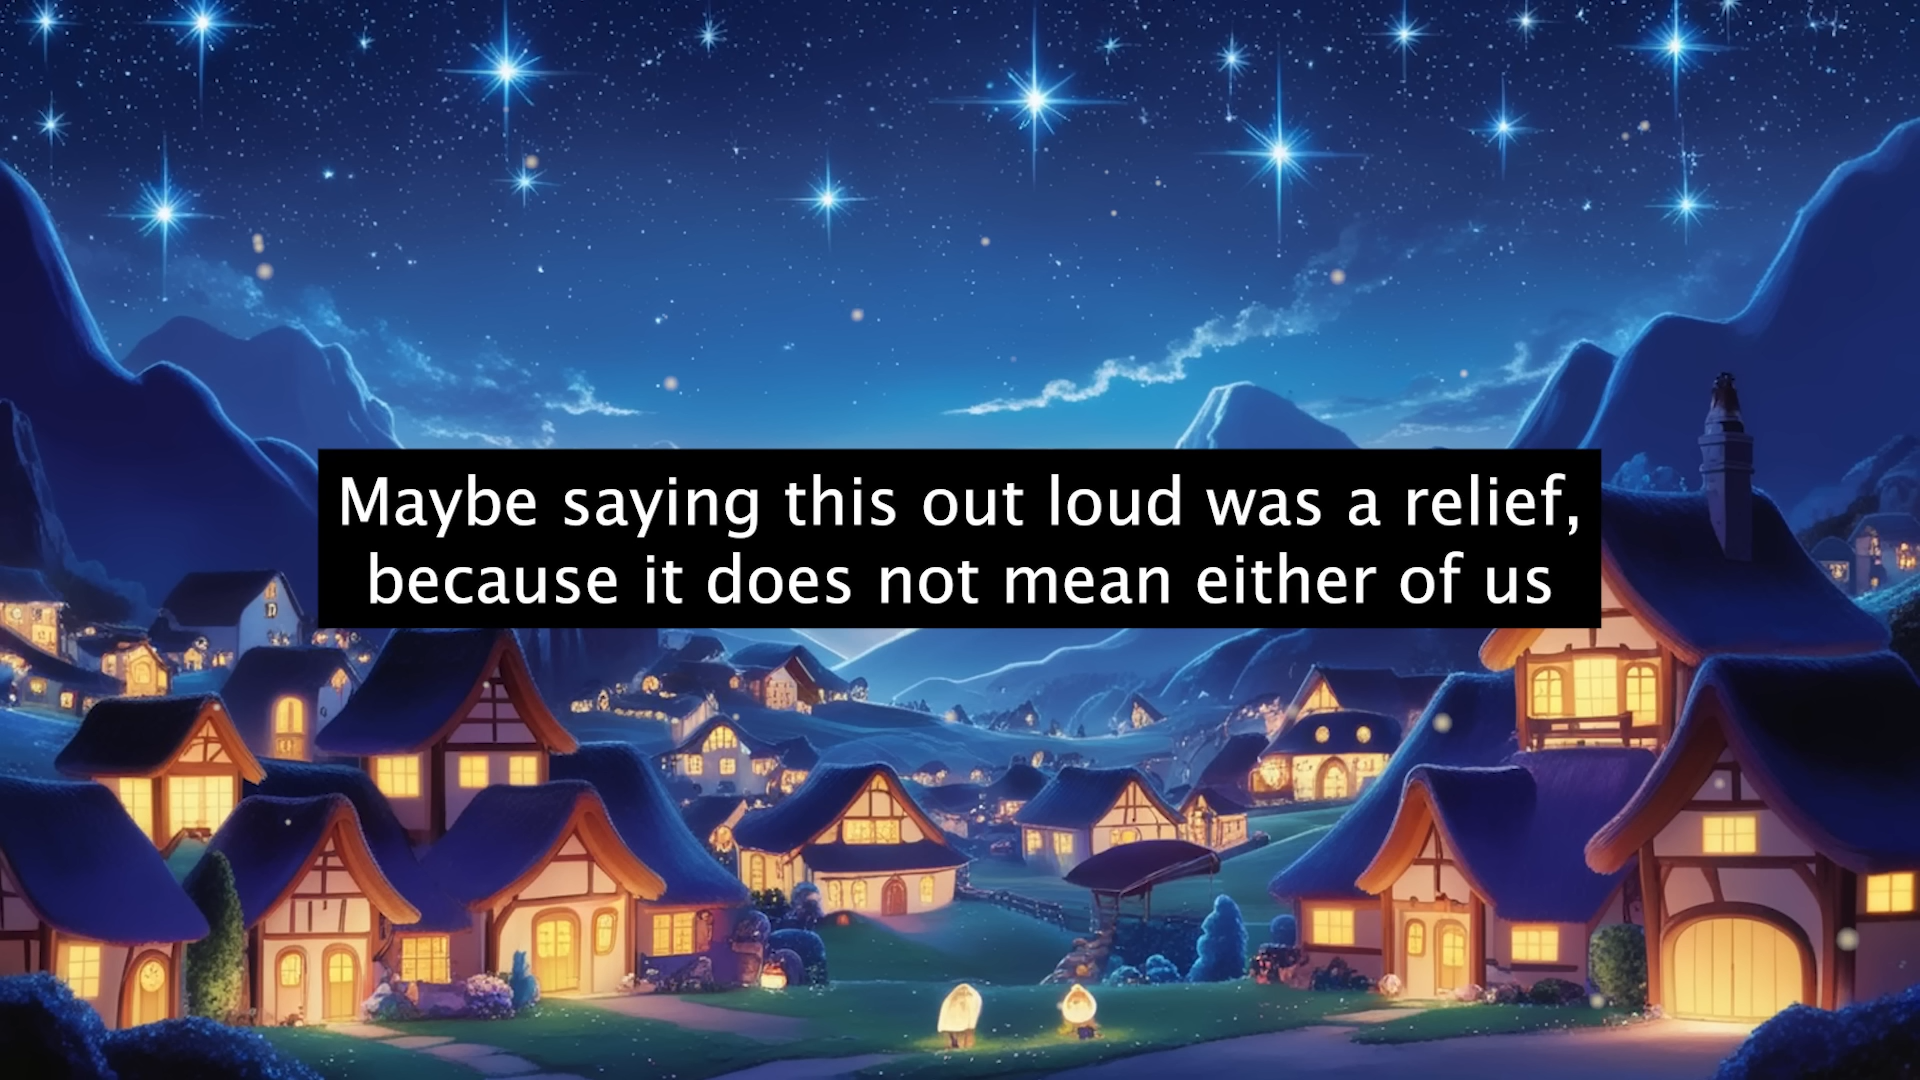 Maybe saying this out loud was a relief,
because it does not mean either of us